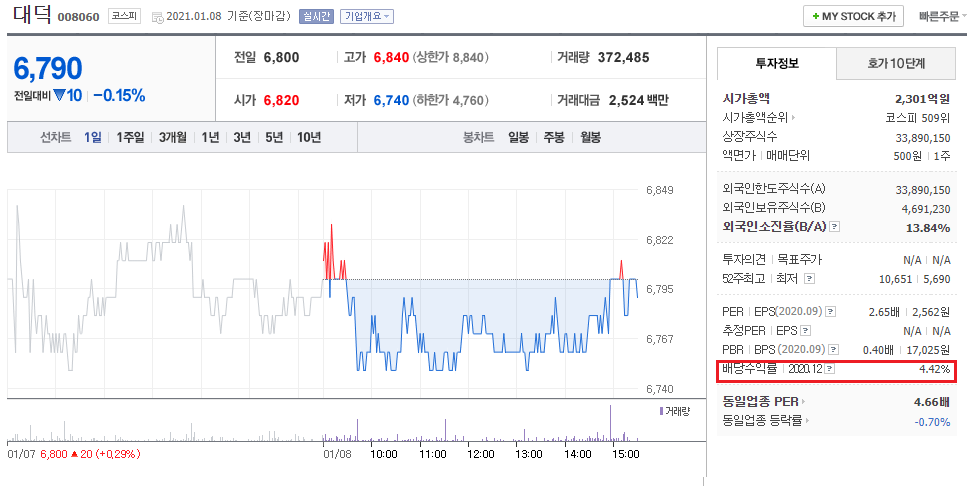 대덕 008060 코스피 2021.01.08 기준(장마감) 실시간 기업개요
+ MY STOCK 추가 빠른주문
6,790
전일대비 ▼10 -0.15%
전일 6,800 고가 6,840 (상한가 8,840) 거래량 372,485
시가 6,820 저가 6,740 (하한가 4,760) 거래대금 2,524 백만
선차트 1일 1주일 3개월 1년 3년 5년 10년 봉차트 일봉 주봉 월봉
6,849
6,822
6,795
6,767
6,740
거래량
01/07 6,800 ▲ 20 (+0,29%) 01/08 10:00 11:00 12:00 13:00 14:00 15:00
투자정보 호가 10단계
시가총액 2,301억원
시가총액순위 코스피 509위
상장주식수 33,890,150
액면가 매매단위 500원 1주
외국인한도주식수(A) 33,890,150
외국인보유주식수(B) 4,691,230
외국인소진율(B/A) ? 13.84%
투자의견 목표주가 N/A N/A
52주최고 최저 ? 10,651 5,690
PER EPS(2020.09) ? 2.65배 2,562원
추정PER EPS ? N/A N/A
PBR BPS (2020.09) ? 0.40배 17,025원
배당수익률 2020.12 ? 4.42%
동일업종 PER 4.66배
동일업종 등락률 -0.70%